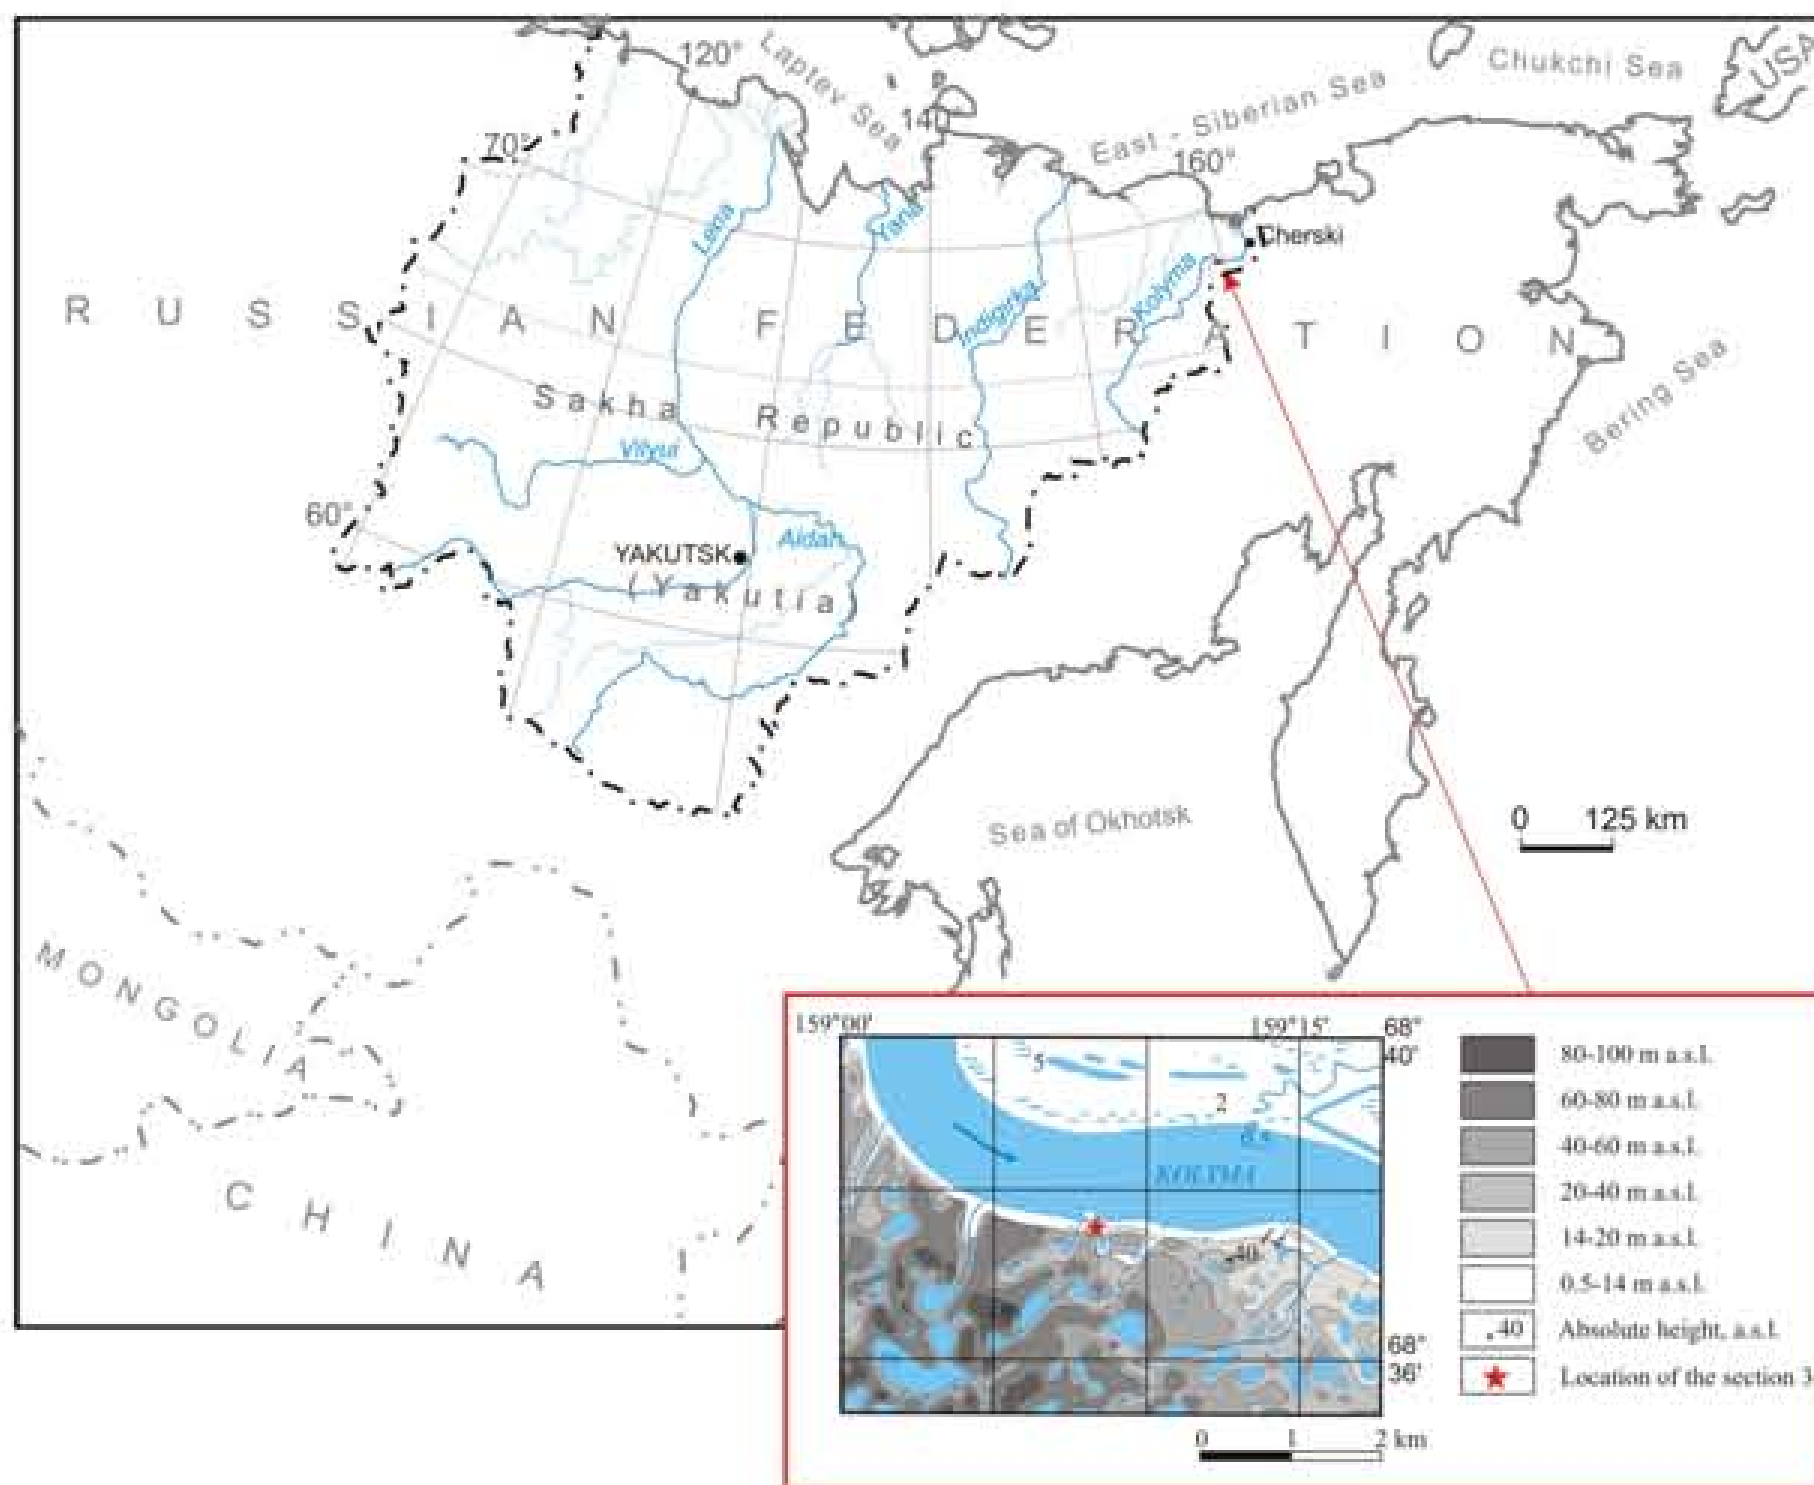 120°
Laptev Sea
140
East - Siberian Sea
Chukchi Sea
USA
160°
70°
Lena
Yana
Indigirka
Kolyma
Cherski
RUSSIAN FEDERATION
Sakha Republic
Vilyui
Bering Sea
60°
YAKUTSK
Aldan
(Yakutia
Sea of Okhotsk
0 125 km
MONGOLIA
CHINA
159°00'
159°15'
68°
40'
5
2
KOLYMA
.40
68°
36'
0 1 2 km
80-100 m a.s.l.
60-80 m a.s.l.
40-60 m a.s.l.
20-40 m a.s.l.
14-20 m a.s.l.
0.5-14 m a.s.l.
.40 Absolute height, a.s.l.
Location of the section 3